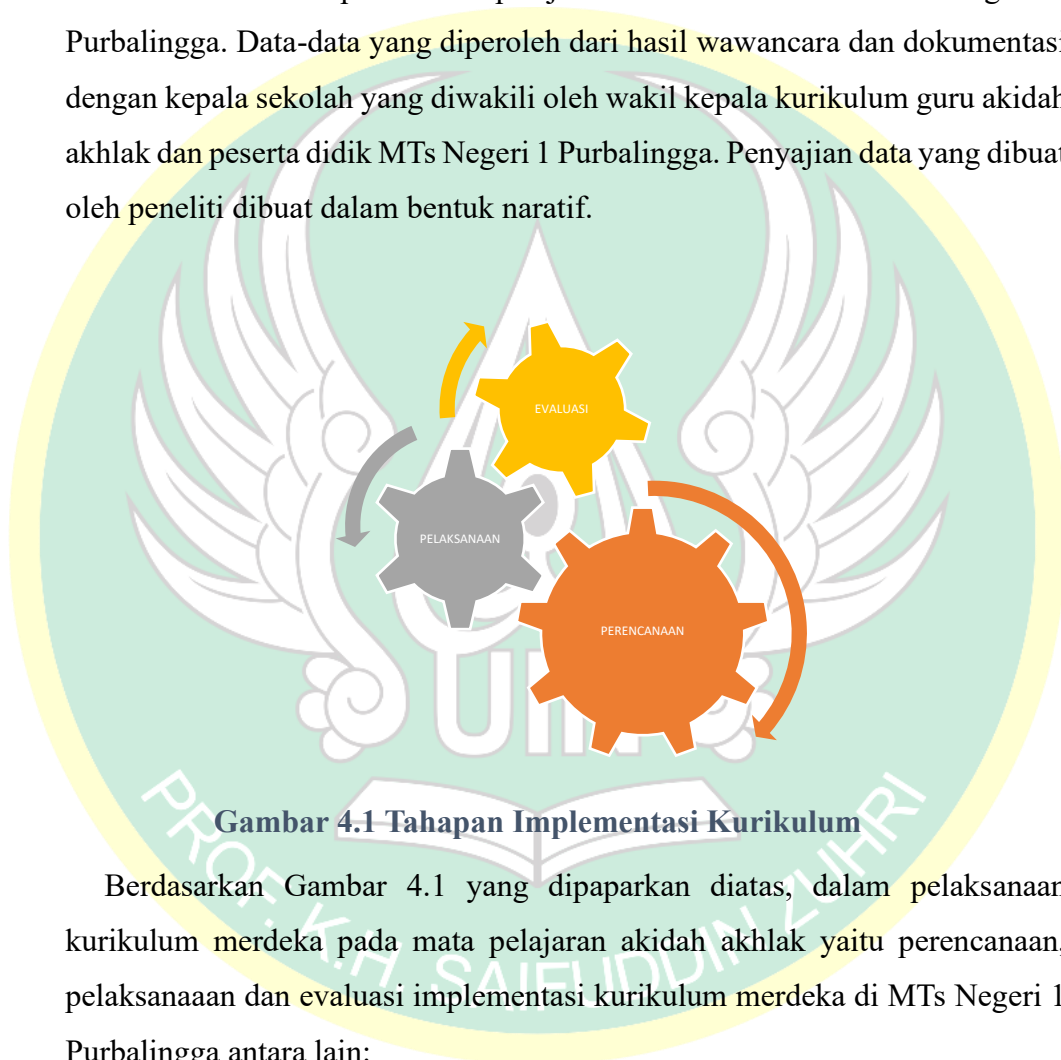 Purbalingga. Data-data yang diperoleh dari hasil wawancara dan dokumentasi
dengan kepala sekolah yang diwakili oleh wakil kepala kurikulum guru akidah
akhlak dan peserta didik MTs Negeri 1 Purbalingga. Penyajian data yang dibuat
oleh peneliti dibuat dalam bentuk naratif.
EVALUASI
PELAKSANAAN
PERENCANAAN
Gambar 4.1 Tahapan Implementasi Kurikulum
Berdasarkan Gambar 4.1 yang dipaparkan diatas, dalam pelaksanaan
kurikulum merdeka pada mata pelajaran akidah akhlak yaitu perencanaan,
pelaksanaaan dan evaluasi implementasi kurikulum merdeka di MTs Negeri 1
Purbalingga antara lain:
PROF. K.H. SAIFUDDIN ZUHRI